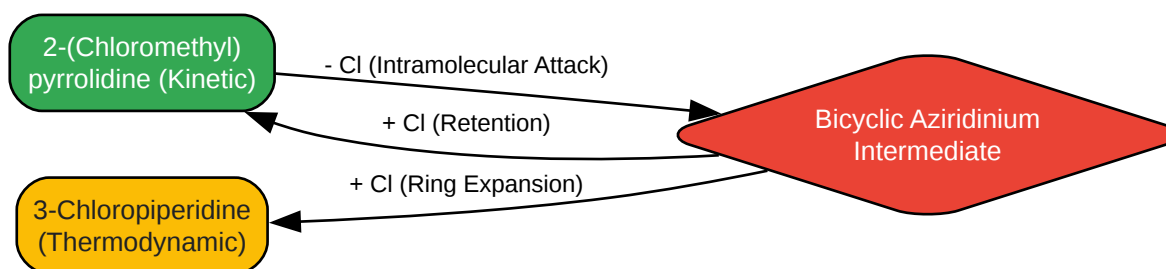 2-(Chloromethyl)
pyrrolidine (Kinetic)
- Cl (Intramolecular Attack)
+ Cl (Retention)
Bicyclic Aziridinium
Intermediate
+ Cl (Ring Expansion)
3-Chloropiperidine
(Thermodynamic)